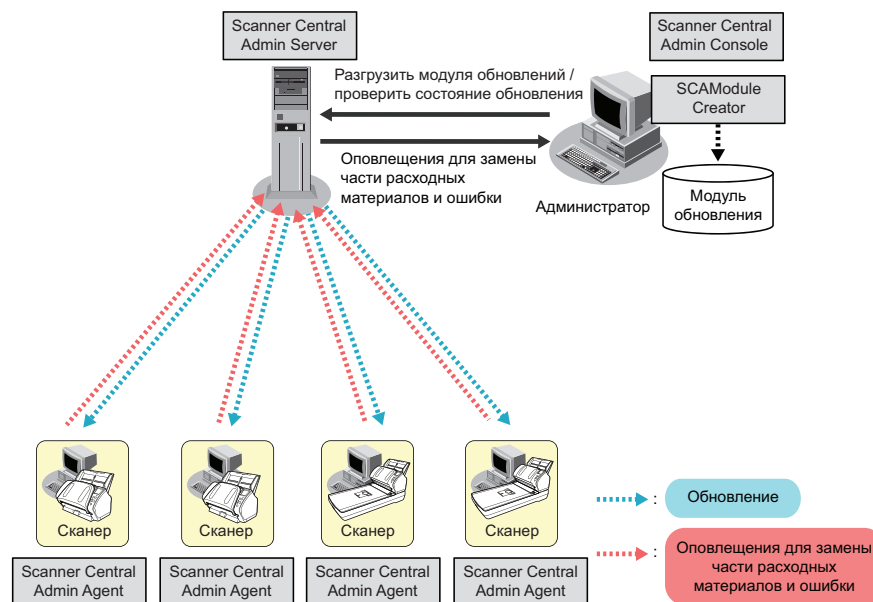 Scanner Central
Admin Server
Scanner Central
Admin Console
Разгрузить модуля обновлений /
проверить состояние обновления
SCAModule
Creator
Оповлещения для замены
части расходных
материалов и ошибки
Администратор
Модуль
обновления
Сканер
Сканер
Сканер
Сканер
Scanner Central
Admin Agent
Scanner Central
Admin Agent
Scanner Central
Admin Agent
Scanner Central
Admin Agent
: Обновление
: Оповлещения для замены
части расходных
материалов и ошибки